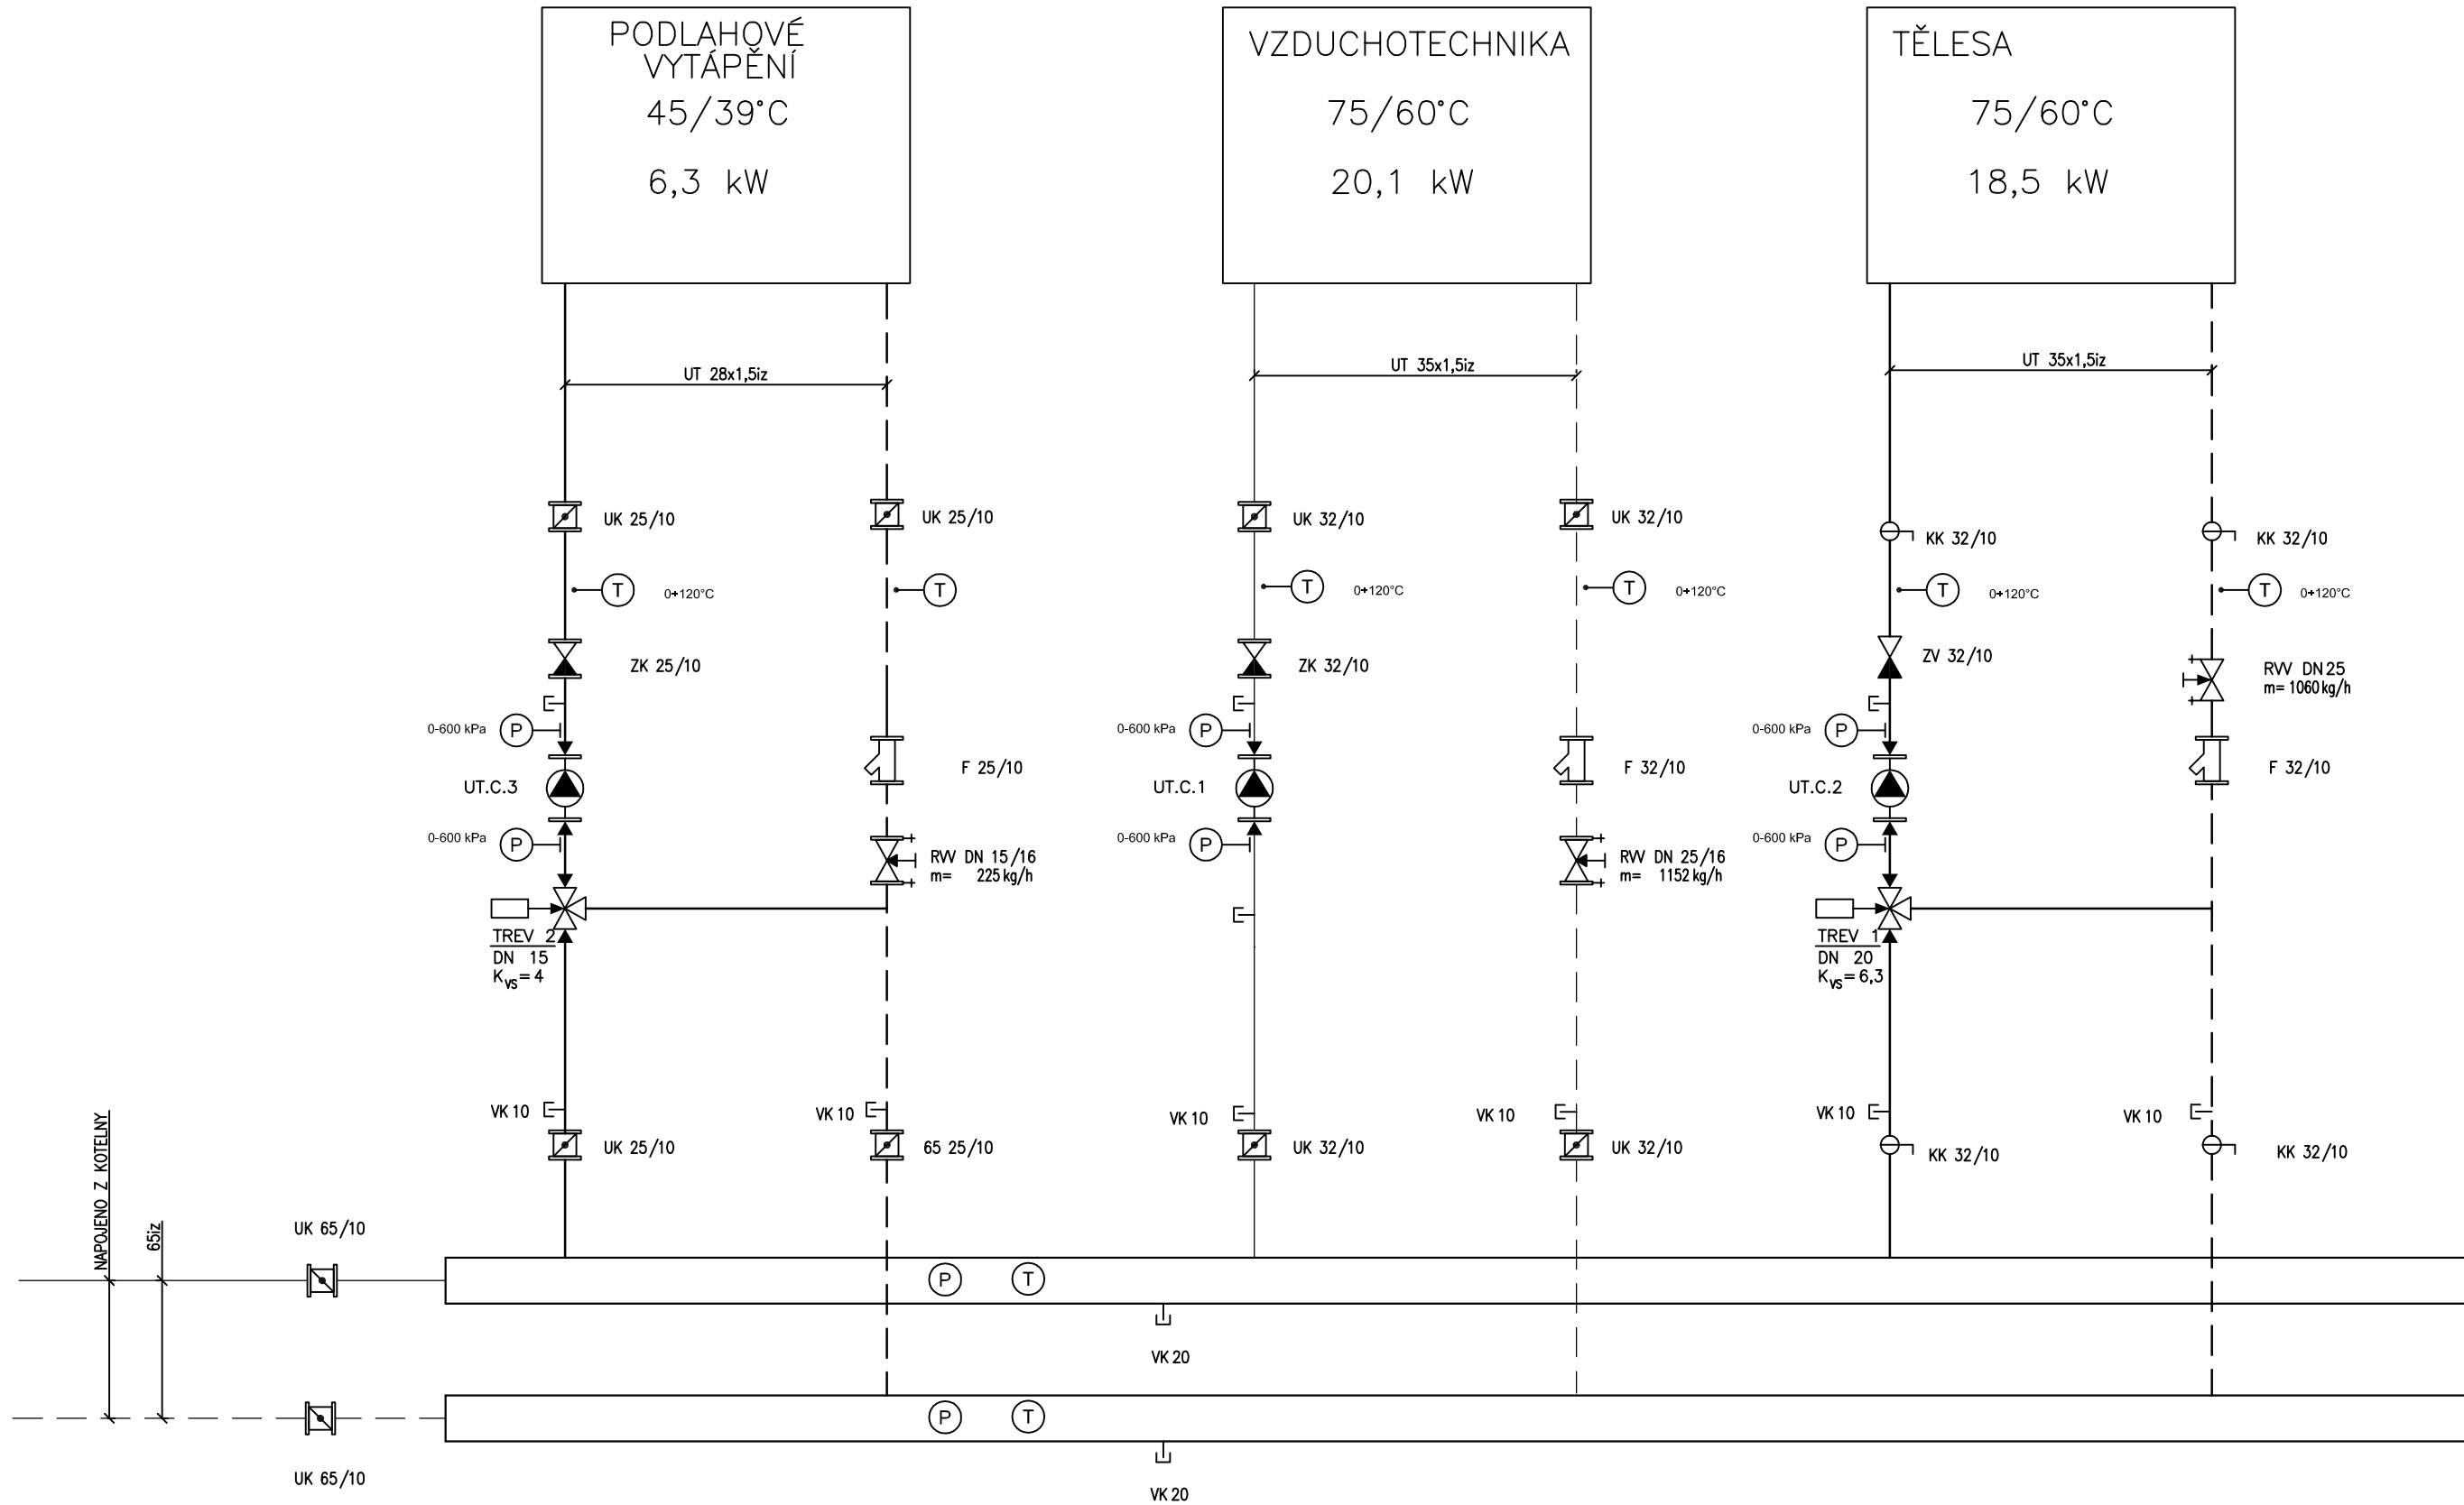 PODLAHOVÉ
VYTÁPĚNÍ
45/39°C
6,3 kW
VZDUCHOTECHNIKA
75/60°C
20,1 kW
TĚLESA
75/60°C
18,5 kW
UT 28x1,5iz
UT 35x1,5iz
UT 35x1,5iz
UK 25/10
UK 25/10
UK 32/10
UK 32/10
KK 32/10
KK 32/10
T
0+120°C
T
T
0+120°C
T
0+120°C
T
0+120°C
T
0+120°C
ZK 25/10
ZK 32/10
ZV 32/10
RVV DN 25
m= 1060 kg/h
0-600 kPa
P
0-600 kPa
P
0-600 kPa
P
F 25/10
F 32/10
F 32/10
UT.C.3
UT.C.1
UT.C.2
0-600 kPa
P
0-600 kPa
P
0-600 kPa
P
RVV DN 15/16
m= 225 kg/h
RVV DN 25/16
m= 1152 kg/h
TREV 2
DN 15
Kvs = 4
TREV 1
DN 20
Kvs = 6,3
VK 10
VK 10
VK 10
VK 10
VK 10
VK 10
UK 25/10
65 25/10
UK 32/10
UK 32/10
KK 32/10
KK 32/10
NAPOJENO Z KOTELNY
65iz
UK 65/10
P
T
VK 20
P
T
UK 65/10
VK 20